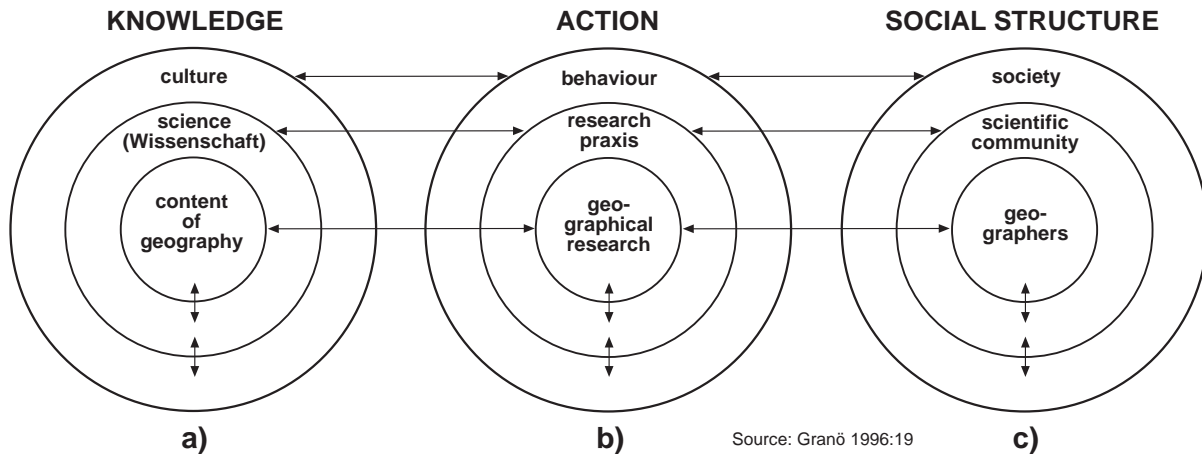 KNOWLEDGE
ACTION
SOCIAL STRUCTURE
culture
behaviour
society
science
(Wissenschaft)
research
praxis
scientific
community
content
of
geography
geo-
graphical
research
geo-
graphers
a)
b)
Source: Granö 1996:19
c)